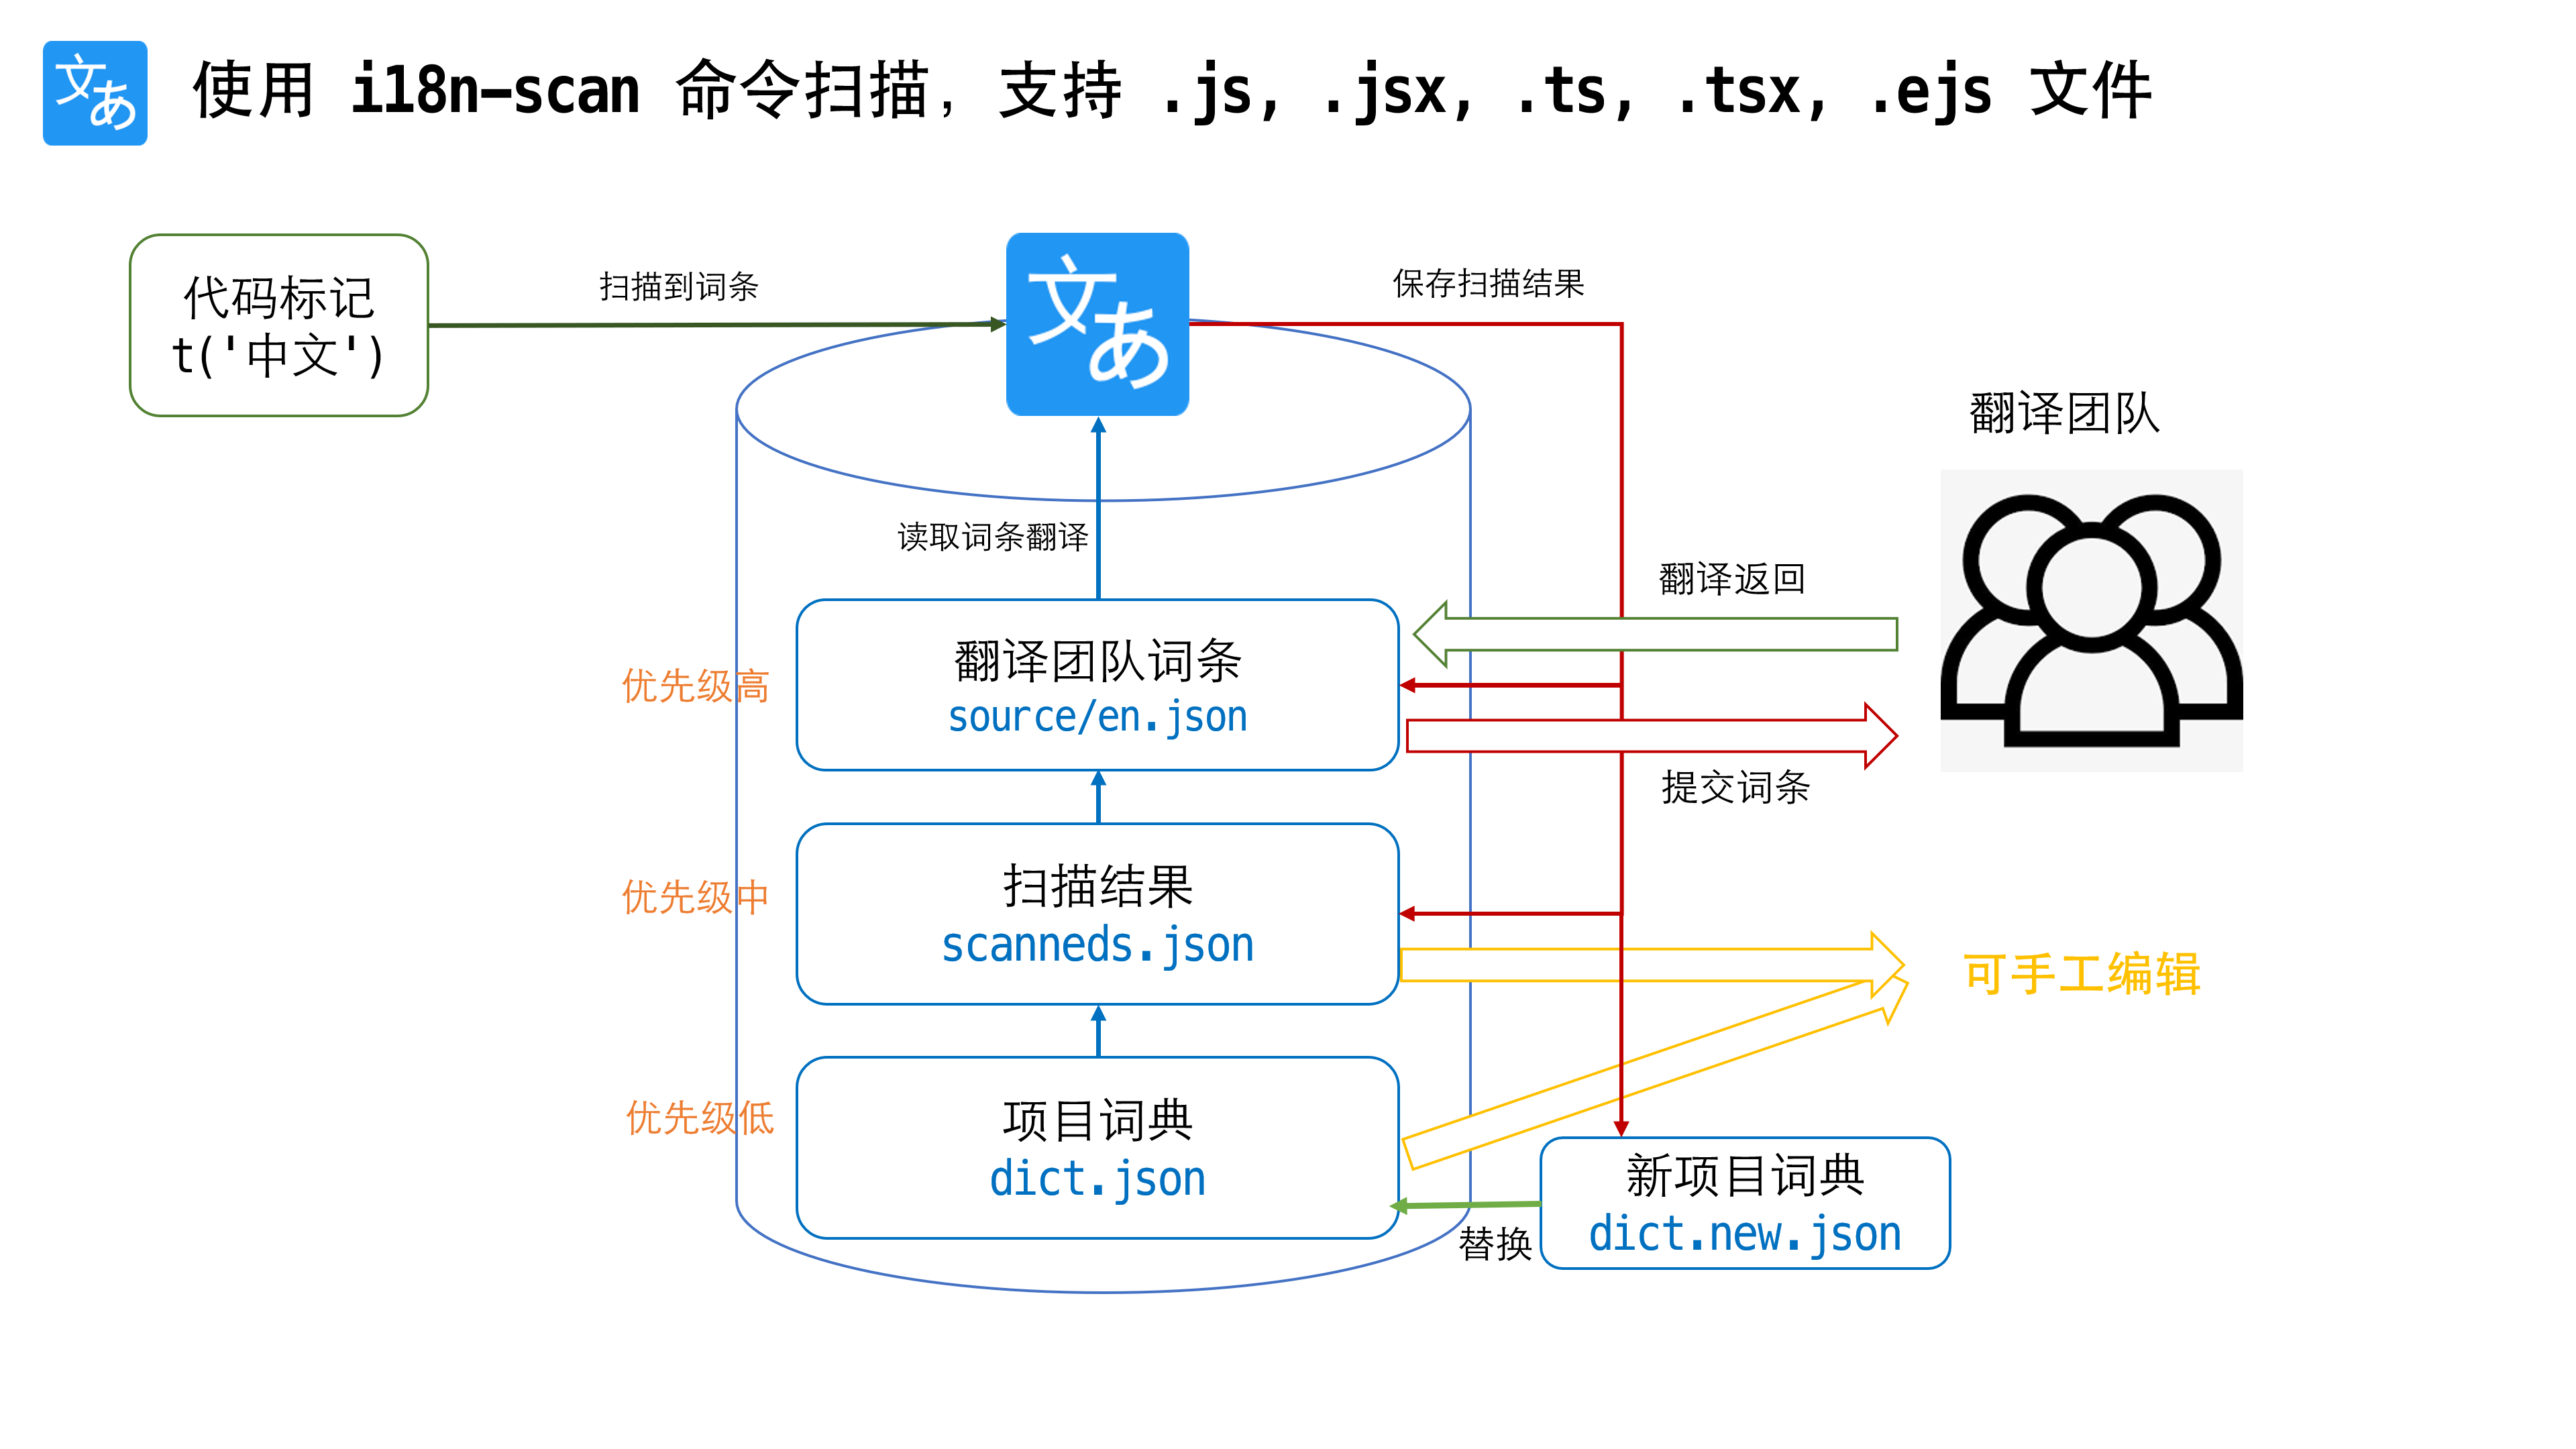 文あ
使用 i18n-scan 命令扫描，支持 .js, .jsx, .ts, .tsx, .ejs 文件
代码标记
t('中文')
扫描到词条
文あ
保存扫描结果
翻译团队
读取词条翻译
翻译返回
优先级高
翻译团队词条
source/en.json
提交词条
优先级中
扫描结果
scanneds.json
可手工编辑
优先级低
项目词典
dict.json
新项目词典
dict.new.json
替换